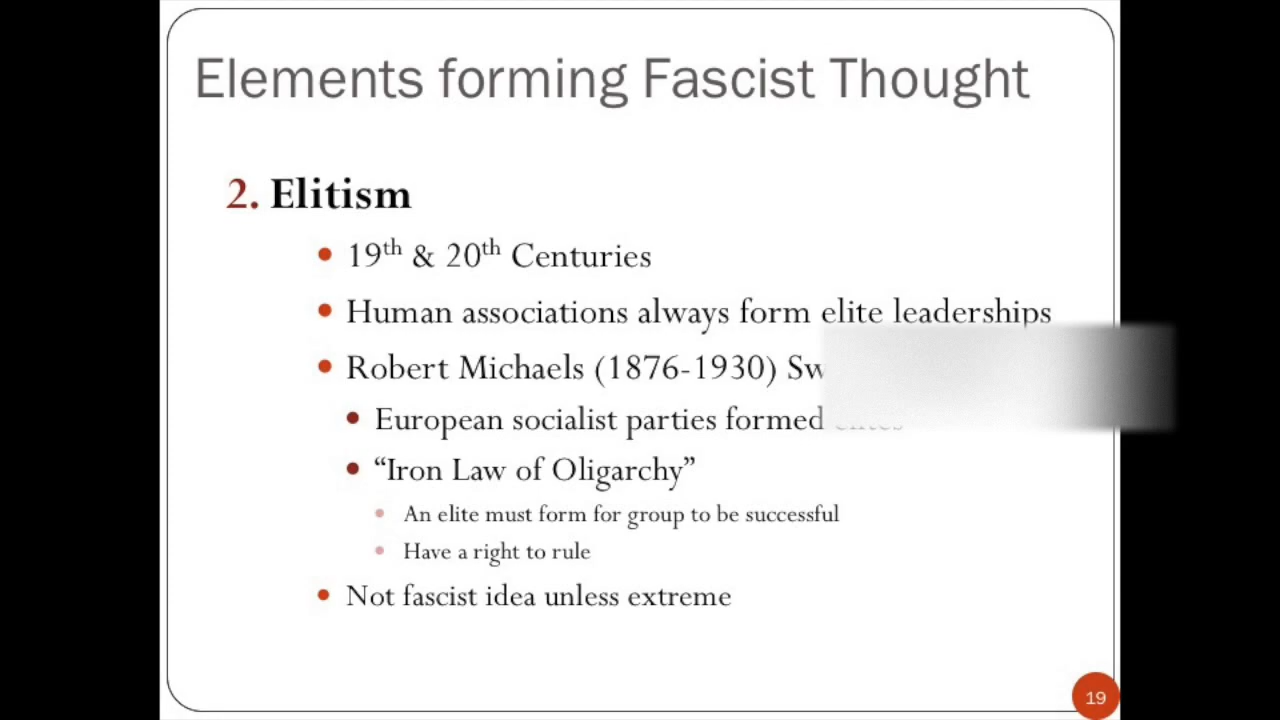 Elements forming Fascist Thought
2. Elitism
• 19th & 20th Centuries
• Human associations always form elite leaderships
• Robert Michaels (1876-1930) Sw
• European socialist parties formed
• “Iron Law of Oligarchy”
• An elite must form for group to be successful
• Have a right to rule
• Not fascist idea unless extreme
19